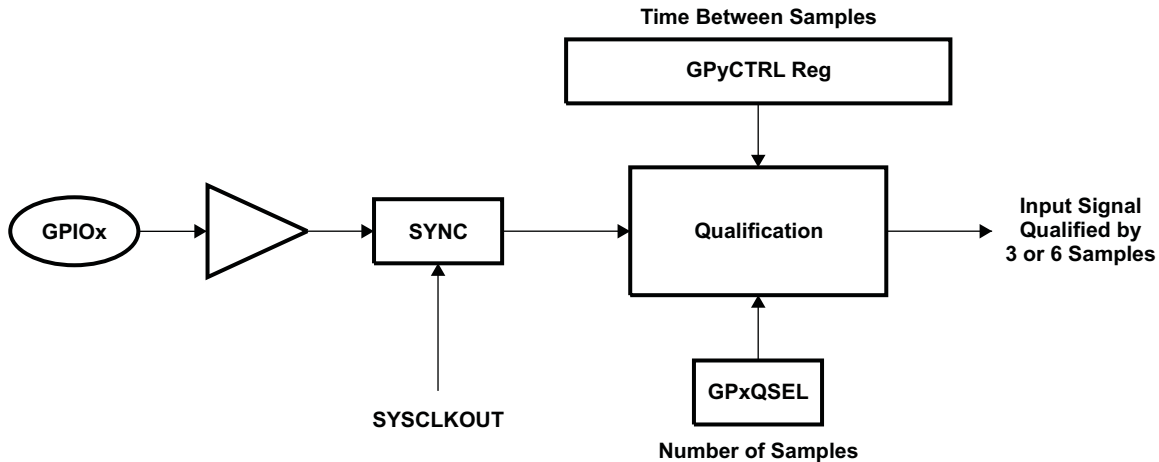 Time Between Samples
GPyCTRL Reg
GPIOx
SYNC
Qualification
Input Signal
Qualified by
3 or 6 Samples
SYSCLKOUT
GPxQSEL
Number of Samples